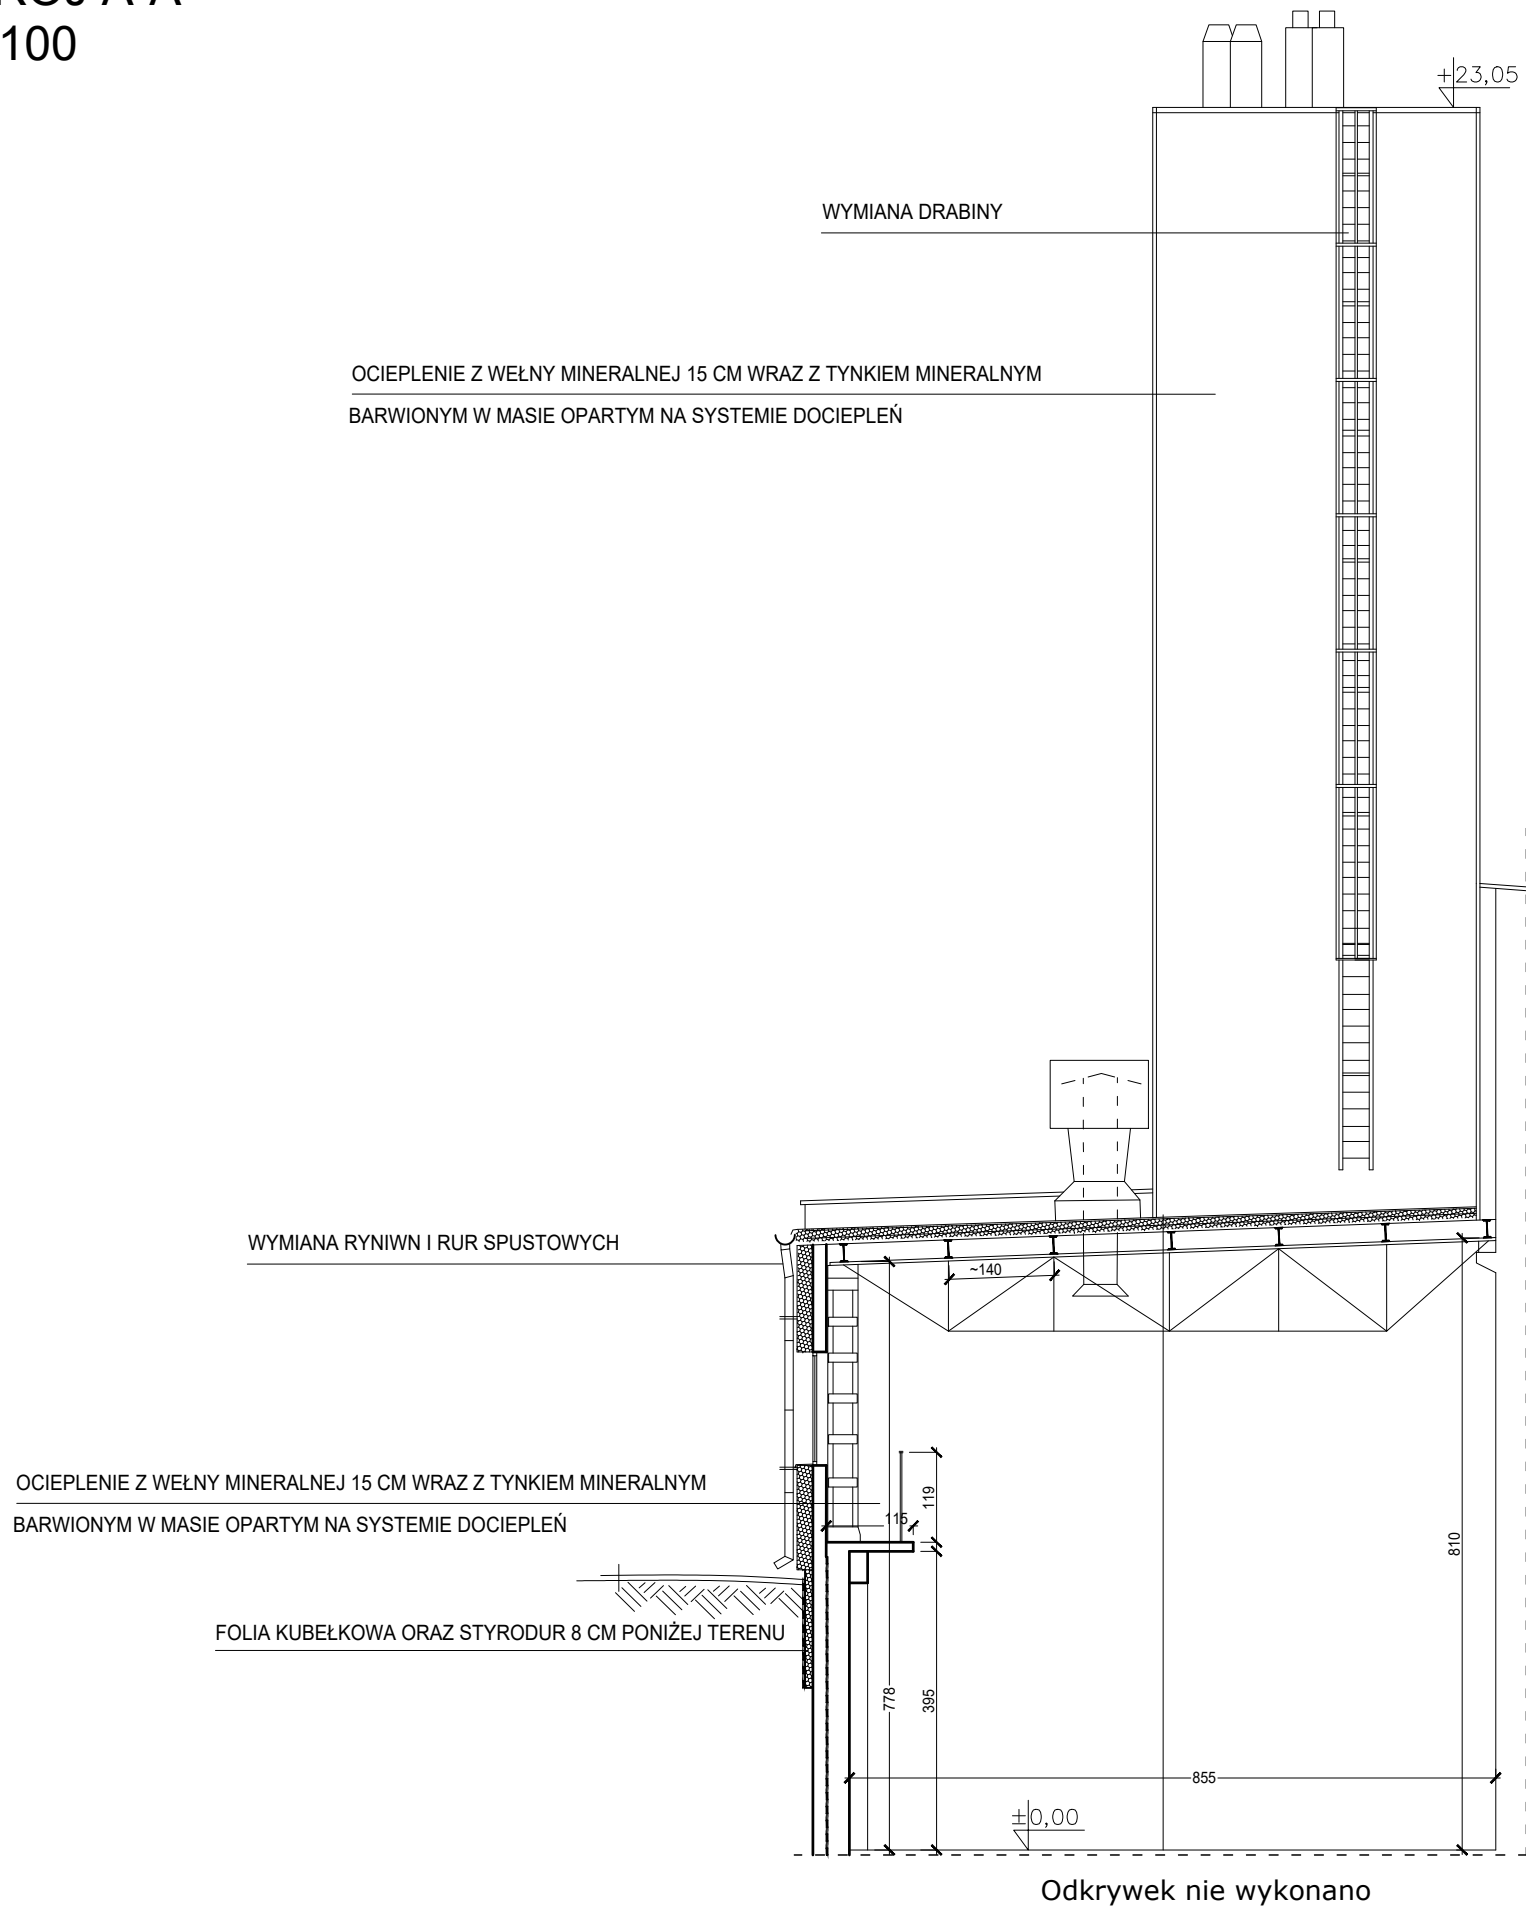 100
+23,05
WYMIANA DRABINY
OCIEPLENIE Z WEŁNY MINERALNEJ 15 CM WRAZ Z TYNKIEM MINERALNYM
BARWIONYM W MASIE OPARTYM NA SYSTEMIE DOCIEPLEŃ
WYMIANA RYNIWN I RUR SPUSTOWYCH
~140
OCIEPLENIE Z WEŁNY MINERALNEJ 15 CM WRAZ Z TYNKIEM MINERALNYM
BARWIONYM W MASIE OPARTYM NA SYSTEMIE DOCIEPLEŃ
119
115
810
FOLIA KUBEŁKOWA ORAZ STYRODUR 8 CM PONIŻEJ TERENU
778
395
855
±0,00
Odkrywek nie wykonano